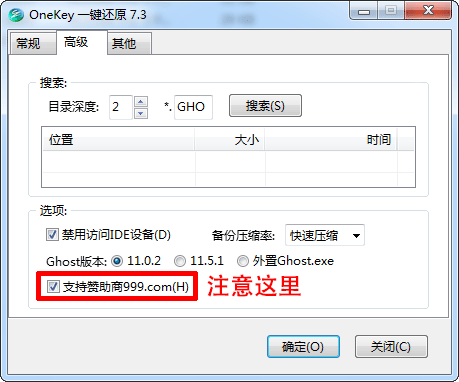 OneKey 一键还原 7.3
常规 高级 其他
搜索:
目录深度: 2 *. GHO 搜索(S)
位置 大小 时间
选项:
禁用访问IDE设备(D) 备份压缩率: 快速压缩
Ghost版本: 11.0.2 11.5.1 外置Ghost.exe
支持赞助商999.com(H) 注意这里
确定(O) 关闭(C)